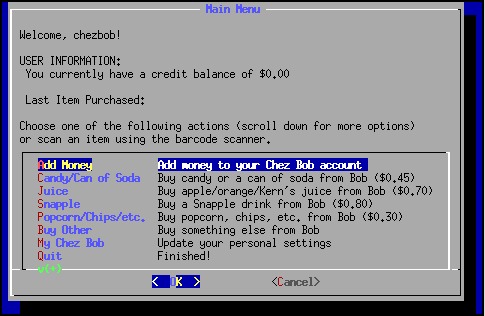 Main Menu
Welcome, chezbob!
USER INFORMATION:
You currently have a credit balance of $0.00
Last Item Purchased:
Choose one of the following actions (scroll down for more options)
or scan an item using the barcode scanner.
Add Money Add money to your Chez Bob account
Candy/Can of Soda Buy candy or a can of soda from Bob ($0.45)
Juice Buy apple/orange/Kern's juice from Bob ($0.70)
Snapple Buy a Snapple drink from Bob ($0.80)
Popcorn/Chips/etc. Buy popcorn, chips, etc. from Bob ($0.30)
Buy Other Buy something else from Bob
My Chez Bob Update your personal settings
Quit Finished!
v(+)
< OK > <Cancel>